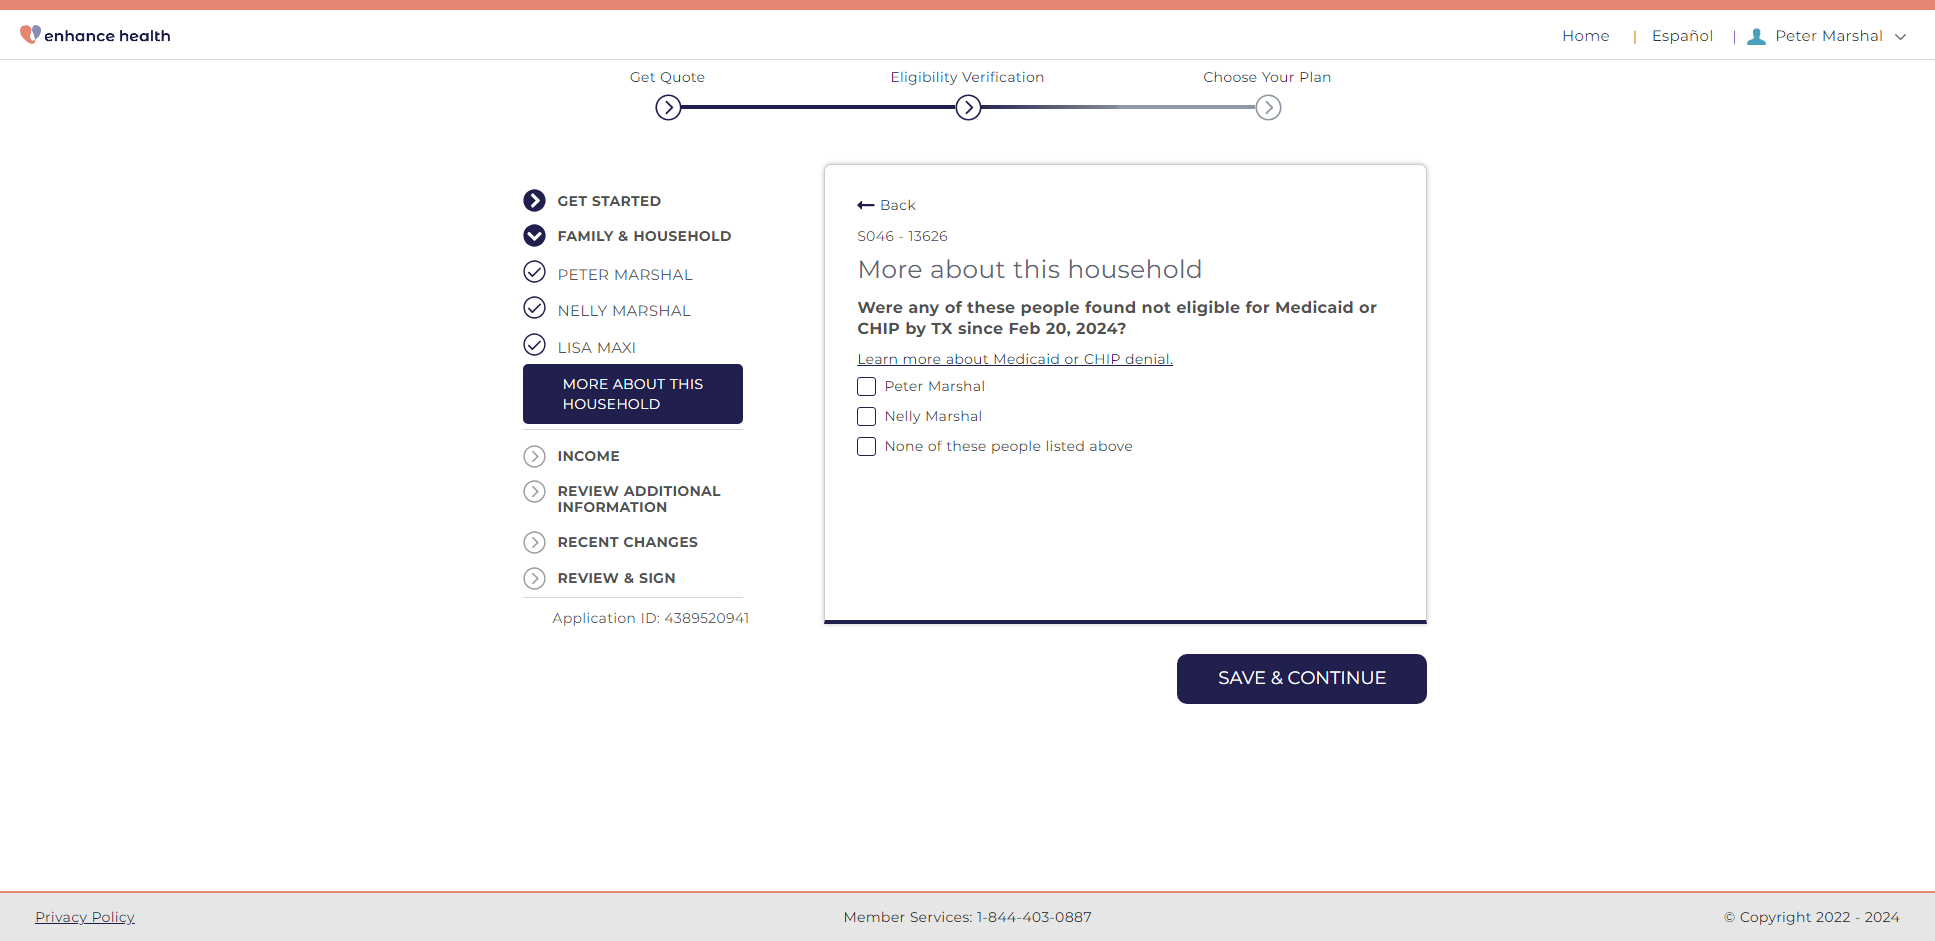 enhance health
Home | Español | Peter Marshal
Get Quote
Eligibility Verification
Choose Your Plan
GET STARTED
FAMILY & HOUSEHOLD
PETER MARSHAL
NELLY MARSHAL
LISA MAXI
MORE ABOUT THIS
HOUSEHOLD
INCOME
REVIEW ADDITIONAL
INFORMATION
RECENT CHANGES
REVIEW & SIGN
Application ID: 4389520941
Back
S046 - 13626
More about this household
Were any of these people found not eligible for Medicaid or
CHIP by TX since Feb 20, 2024?
Learn more about Medicaid or CHIP denial.
Peter Marshal
Nelly Marshal
None of these people listed above
SAVE & CONTINUE
Privacy Policy
Member Services: 1-844-403-0887
© Copyright 2022 - 2024